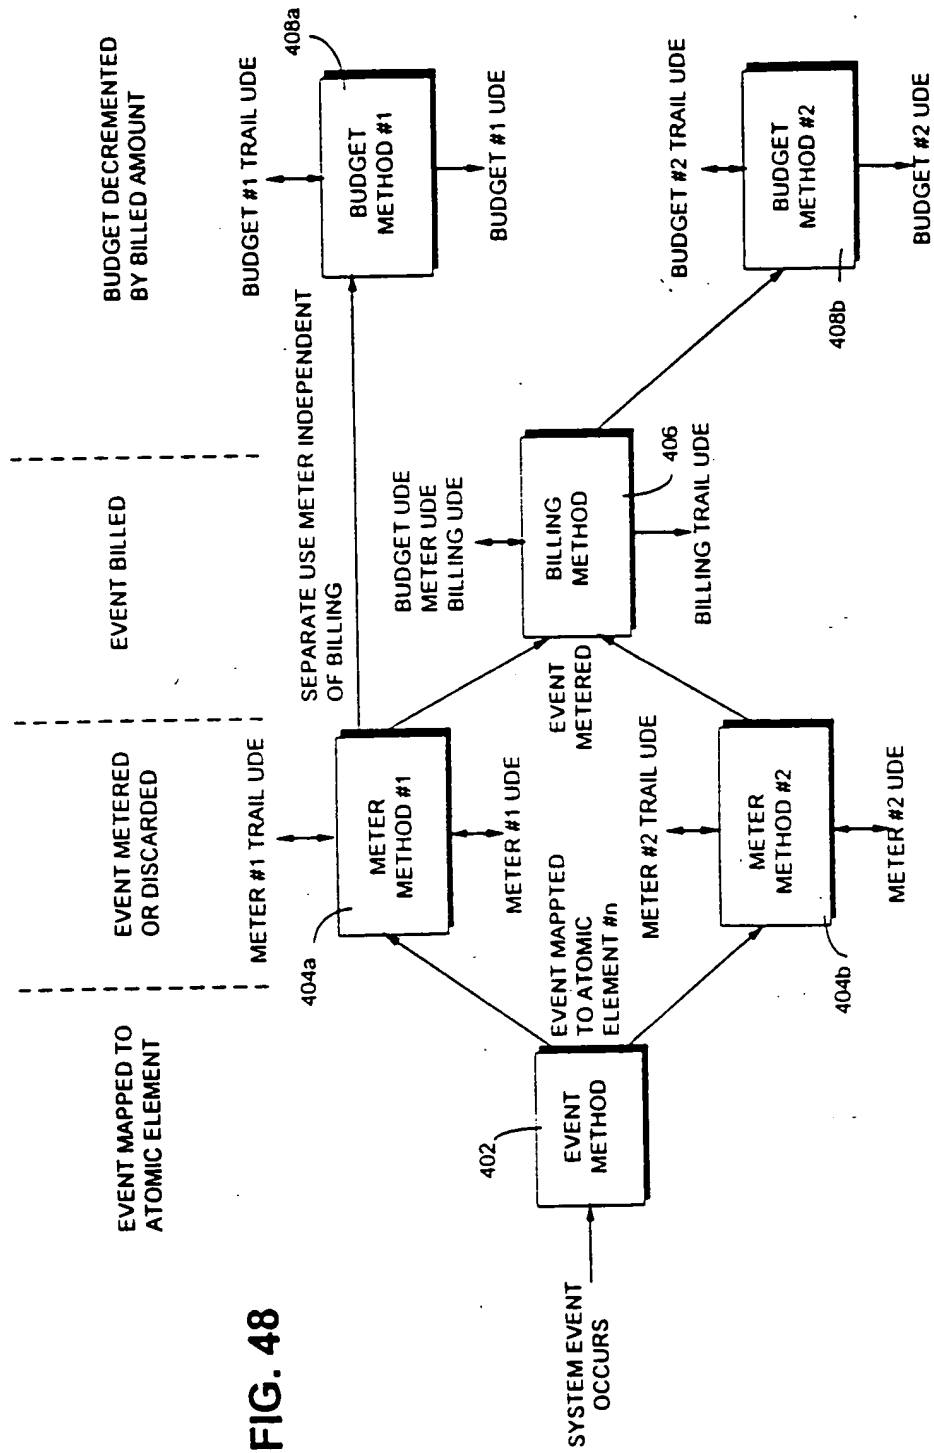 FIG. 48
EVENT MAPPED TO
ATOMIC ELEMENT
EVENT METERED
OR DISCARDED
EVENT BILLED
BUDGET DECREMENTED
BY BILLED AMOUNT
SYSTEM EVENT
OCCURS
402
EVENT
METHOD
EVENT MAPPTED
TO ATOMIC
ELEMENT #n
METER #1 TRAIL UDE
404a
METER
METHOD #1
METER #1 UDE
METER #2 TRAIL UDE
METER
METHOD #2
404b
METER #2 UDE
SEPARATE USE METER INDEPENDENT
OF BILLING
EVENT
METERED
BUDGET UDE
METER UDE
BILLING UDE
BILLING
METHOD
406
BILLING TRAIL UDE
BUDGET #1 TRAIL UDE
408a
BUDGET
METHOD #1
BUDGET #1 UDE
BUDGET #2 TRAIL UDE
BUDGET
METHOD #2
408b
BUDGET #2 UDE